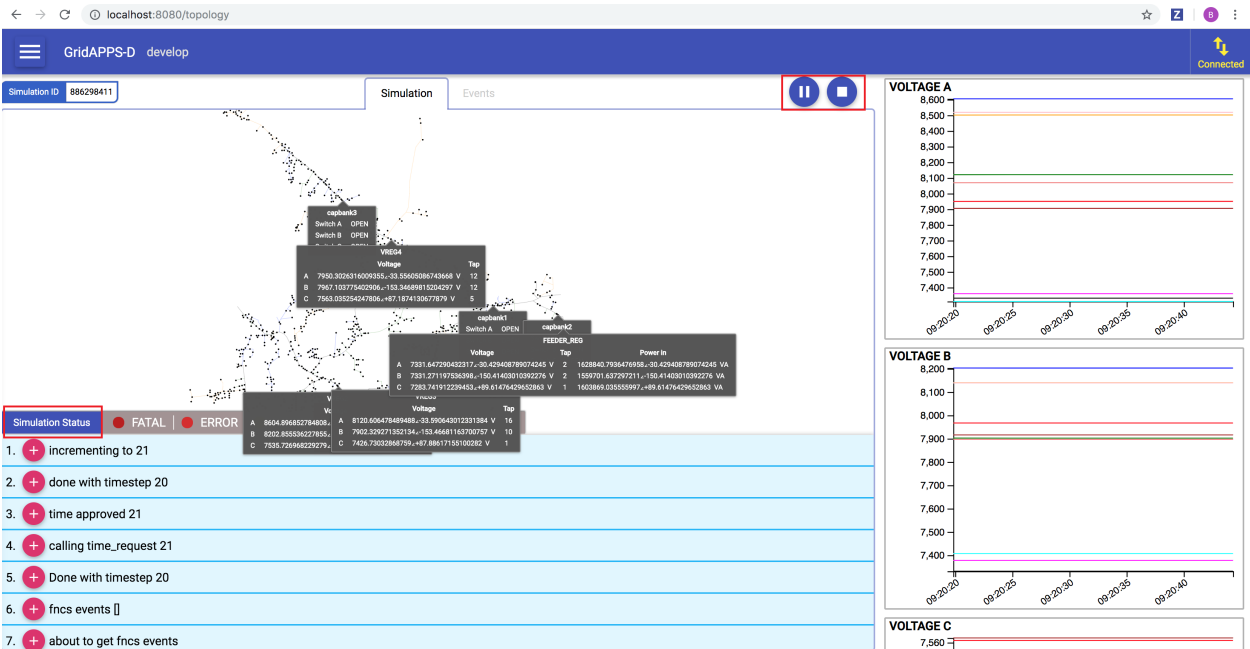 localhost:8080/topology
Z
B
GridAPPS-D develop
Connected
Simulation ID 886298411
Simulation
Events
capbank3
Switch A OPEN
Switch B OPEN
VREG4
Voltage Tap
A 7950.3026316009355∠-33.55605086743668 V 12
B 7967.103775402906∠-153.34689815204297 V 12
C 7563.035254247806∠+87.1874130677879 V 5
capbank1
Switch A OPEN
capbank2
FEEDER_REG
Voltage Tap Power in
A 7331.647290432317∠-30.429408789074245 V 2 1628840.7936476958∠-30.429408789074245 VA
B 7331.271197536398∠-150.41403010392276 V 2 1559701.637297211∠-150.41403010392276 VA
C 7283.741912239453∠+89.61476429652863 V 1 1603869.035555997∠+89.61476429652863 VA
A 8604.896852784808∠
B 8202.855536227855∠
C 7535.726968229279∠
Voltage Tap
A 8120.606478489488∠-33.590643012331384 V 16
B 7902.329271352134∠-153.46681163700757 V 10
C 7426.73032868759∠+87.88617155100282 V 1
Simulation Status
FATAL
ERROR
1. + incrementing to 21
2. + done with timestep 20
3. + time approved 21
4. + calling time_request 21
5. + Done with timestep 20
6. + fncs events []
7. + about to get fncs events
VOLTAGE A
8,600
8,500
8,400
8,300
8,200
8,100
8,000
7,900
7,800
7,700
7,600
7,500
7,400
09:20:20
09:20:25
09:20:30
09:20:35
09:20:40
VOLTAGE B
8,200
8,100
8,000
7,900
7,800
7,700
7,600
7,500
7,400
09:20:20
09:20:25
09:20:30
09:20:35
09:20:40
VOLTAGE C
7,560